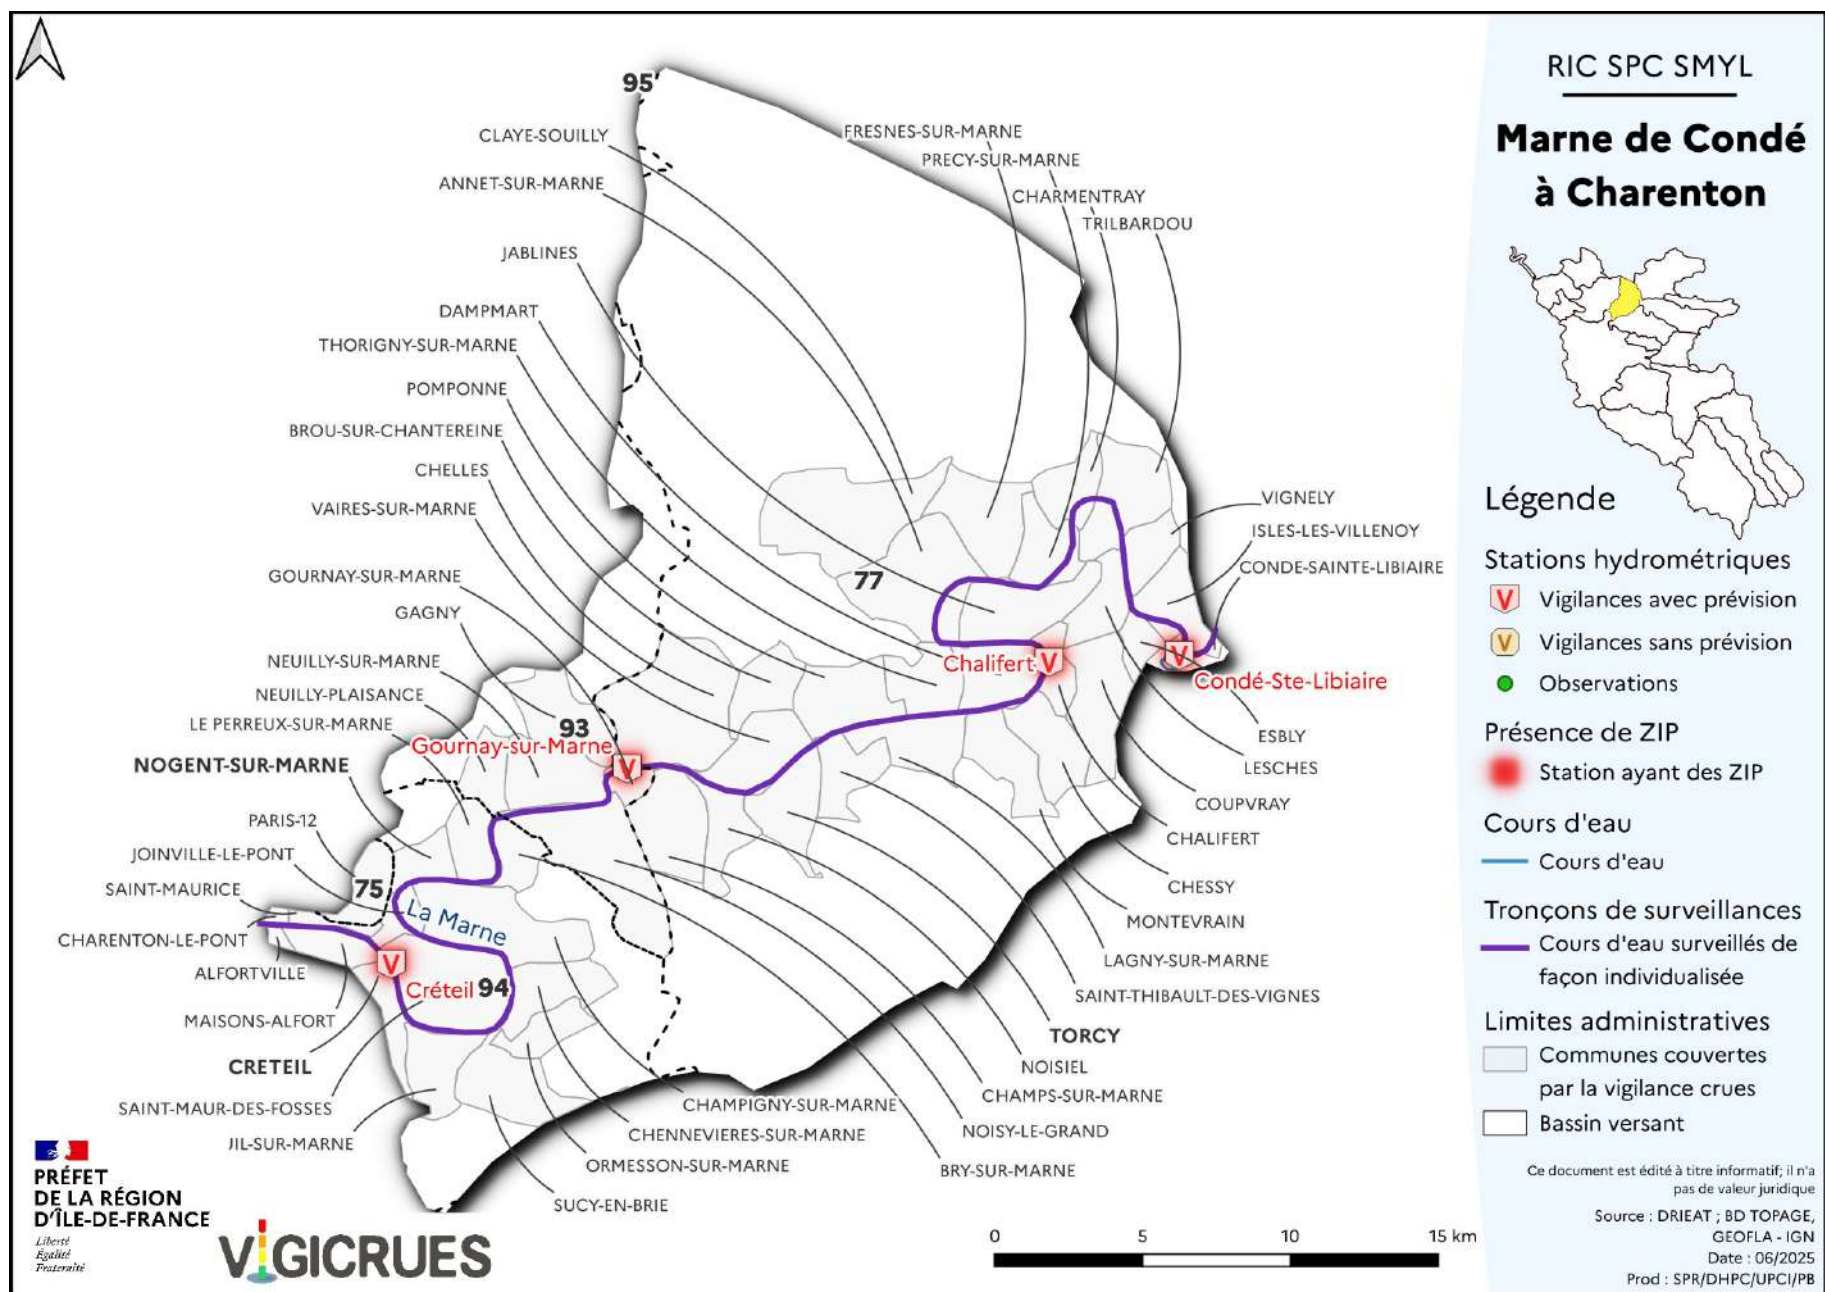 95
CLAYE-SOUILLY
ANNET-SUR-MARNE
JABLINES
DAMPMART
THORIGNY-SUR-MARNE
POMPONNE
BROU-SUR-CHANTEREINE
CHELLES
VAIRES-SUR-MARNE
GOURNAY-SUR-MARNE
GAGNY
NEUILLY-SUR-MARNE
NEUILLY-PLAISANCE
LE PERREUX-SUR-MARNE
NOGENT-SUR-MARNE
PARIS-12
JOINVILLE-LE-PONT
SAINT-MAURICE
CHARENTON-LE-PONT
ALFORTVILLE
MAISONS-ALFORT
CRETEIL
SAINT-MAUR-DES-FOSSES
JIL-SUR-MARNE
FRESNES-SUR-MARNE
PRECY-SUR-MARNE
CHARMENTRAY
TRILBARDOU
VIGNELY
ISLES-LES-VILLENOY
CONDE-SAINTE-LIBIAIRE
77
93
75
94
Chalifert V
V
Condé-Ste-Libiaire
Gournay-sur-Marne
V
La Marne
V
Créteil
ESBLY
LESCHES
COUPVRAY
CHALIFERT
CHESSY
MONTEVRAIN
LAGNY-SUR-MARNE
SAINT-THIBAULT-DES-VIGNES
TORCY
NOISIEL
CHAMPS-SUR-MARNE
NOISY-LE-GRAND
BRY-SUR-MARNE
CHAMPIGNY-SUR-MARNE
CHENNEVIERES-SUR-MARNE
ORMESSON-SUR-MARNE
SUCY-EN-BRIE
PRÉFET
DE LA RÉGION
D'ÎLE-DE-FRANCE
Liberté
Égalité
Fraternité
VIGICRUES
0 5 10 15 km
RIC SPC SMYL
Marne de Condé
à Charenton
Légende
Stations hydrométriques
V Vigilances avec prévision
V Vigilances sans prévision
Observations
Présence de ZIP
Station ayant des ZIP
Cours d'eau
Cours d'eau
Tronçons de surveillances
Cours d'eau surveillés de
façon individualisée
Limites administratives
Communes couvertes
par la vigilance crues
Bassin versant
Ce document est édité à titre informatif; il n'a
pas de valeur juridique
Source : DRIEAT ; BD TOPAGE,
GEOFLA - IGN
Date : 06/2025
Prod : SPR/DHPC/UPCI/PB